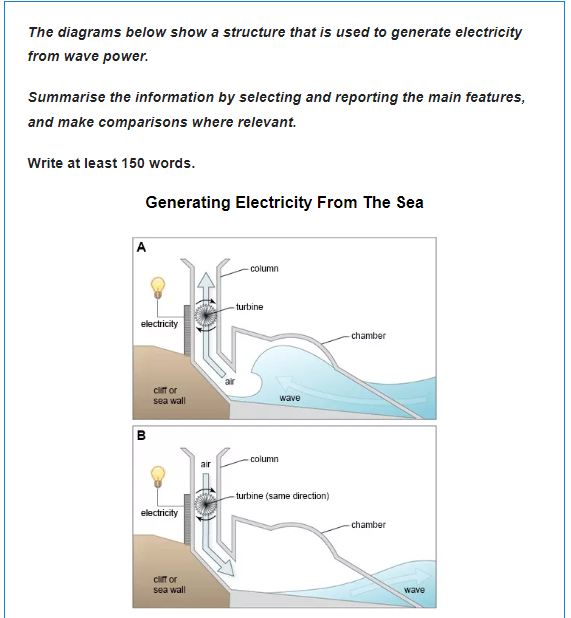 The diagrams below show a structure that is used to generate electricity
from wave power.
Summarise the information by selecting and reporting the main features,
and make comparisons where relevant.
Write at least 150 words.
Generating Electricity From The Sea
A
column
turbine
electricity
chamber
air
cliff or
sea wall
wave
B
air
column
turbine (same direction)
electricity
chamber
cliff or
sea wall
wave